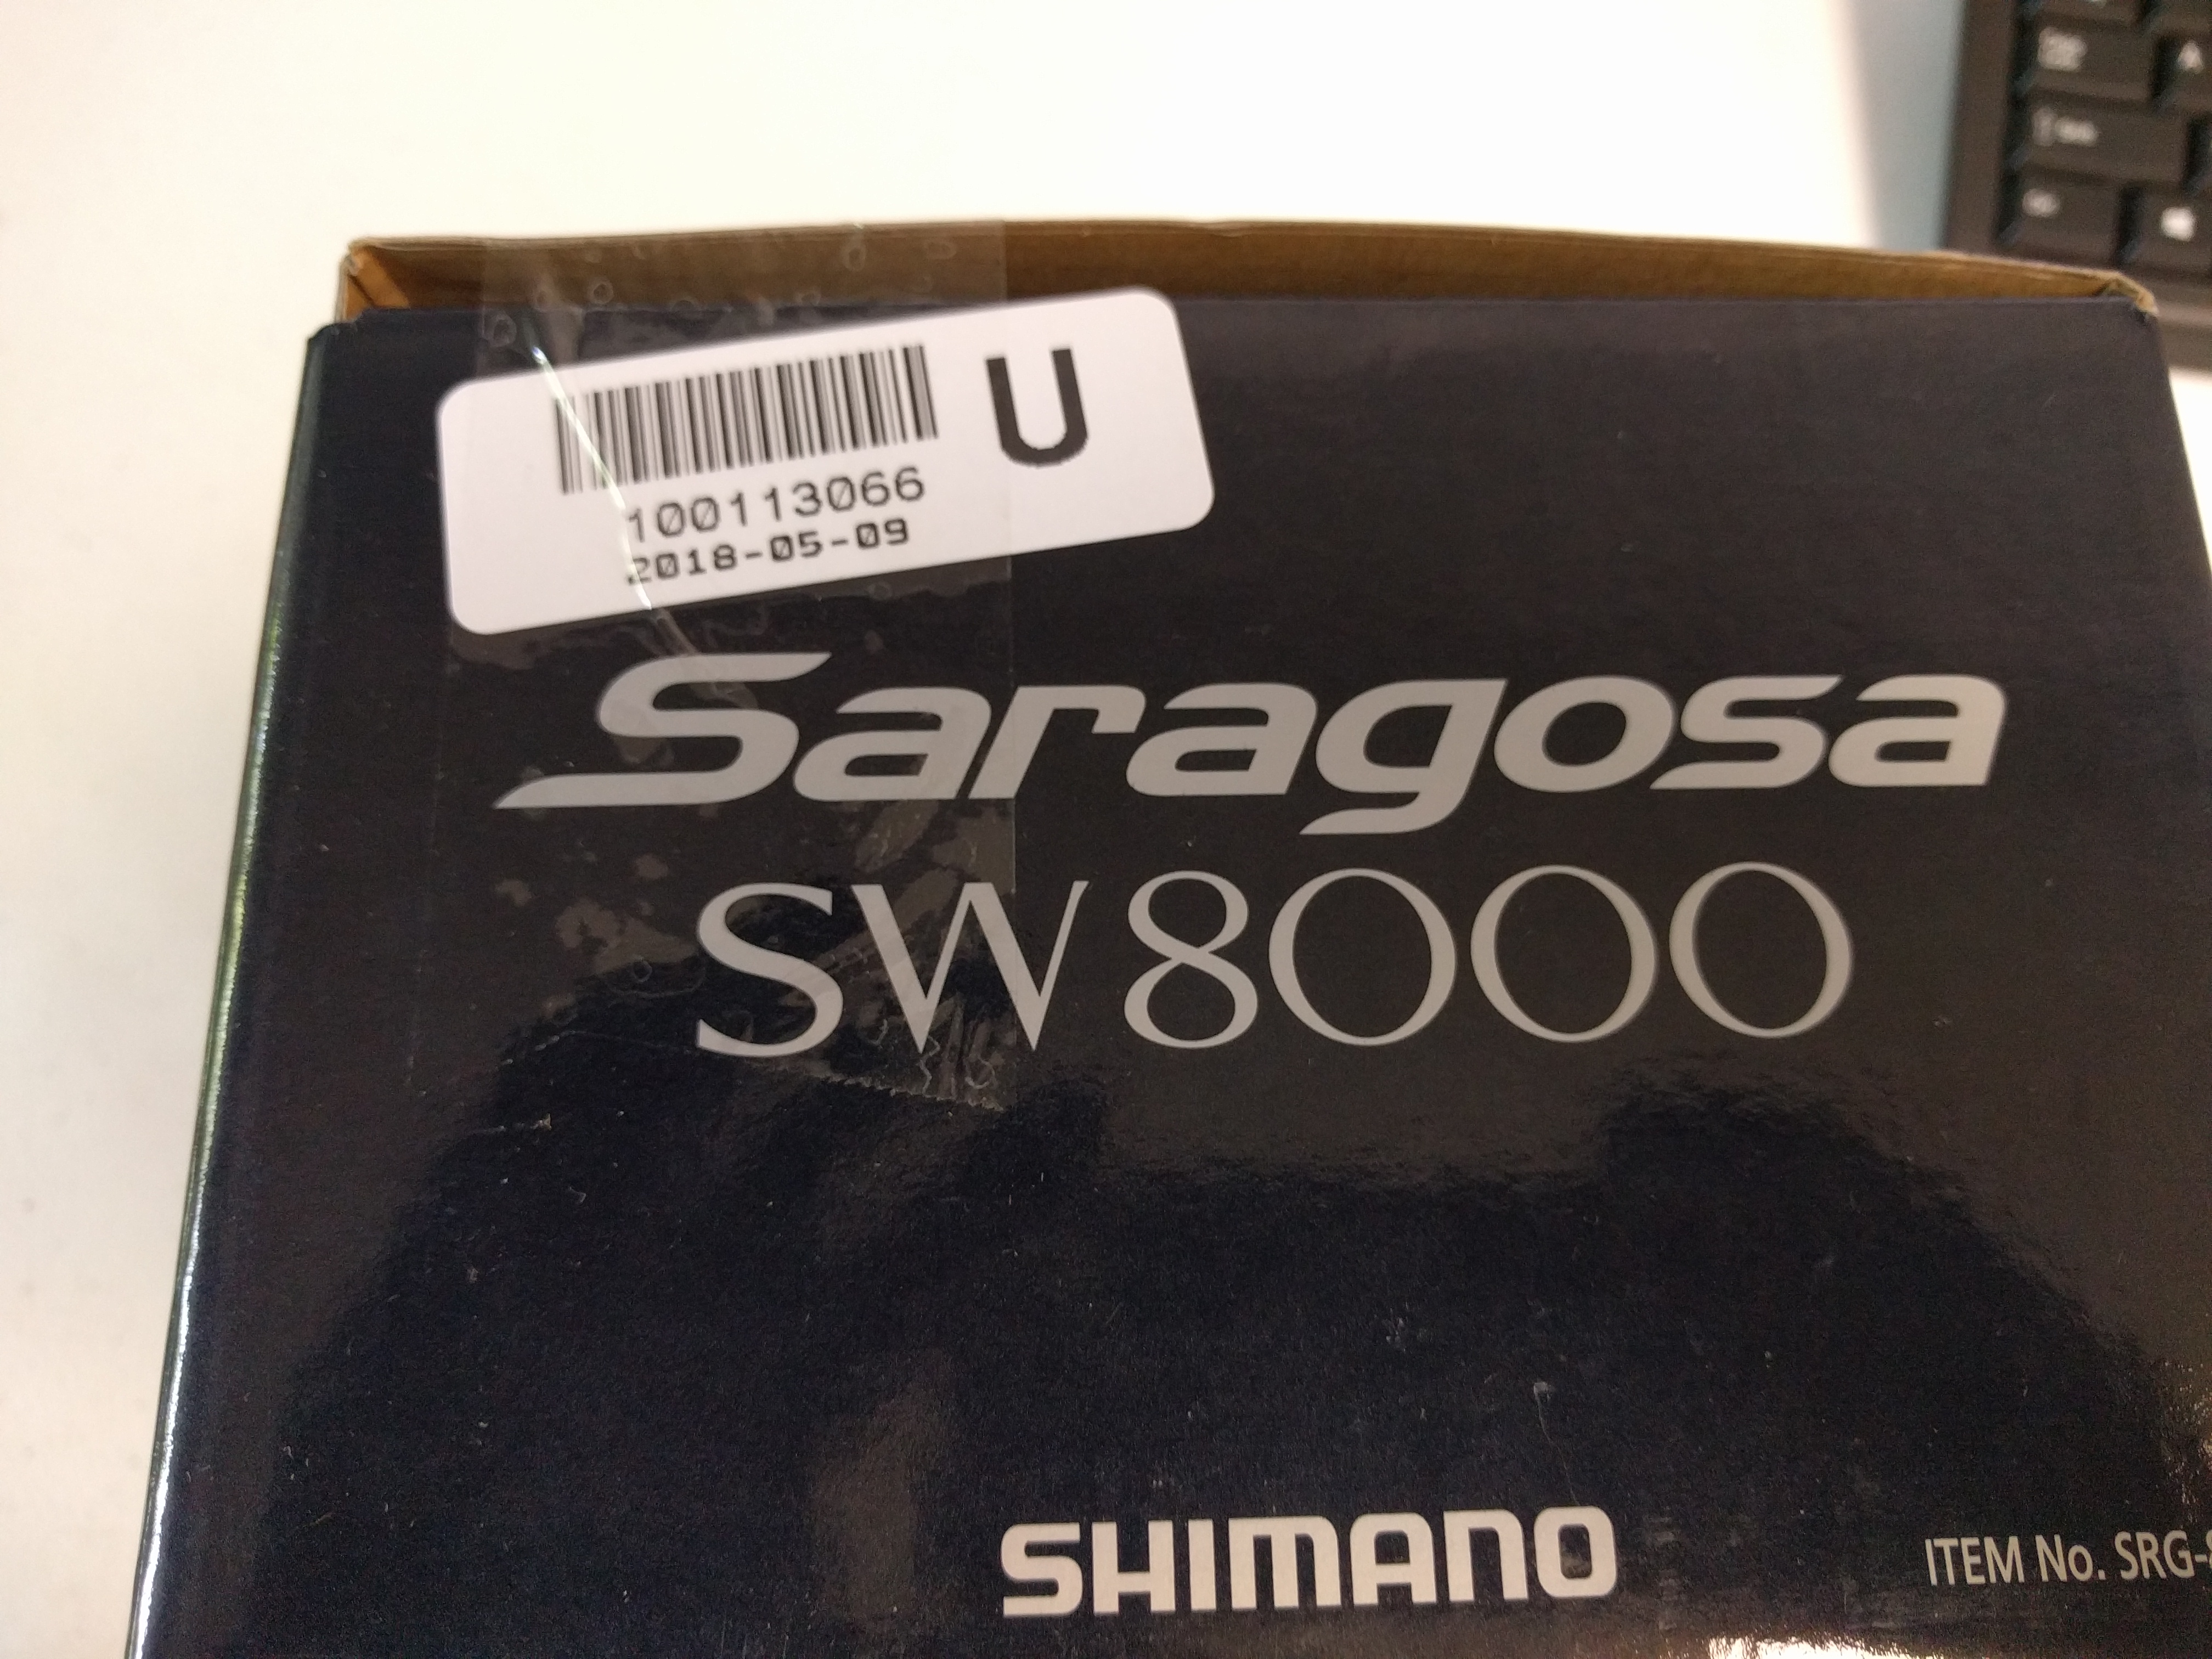 U
100113066
2018-05-09
Saragosa
SW8000
SHIMANO
ITEM No. SRG-